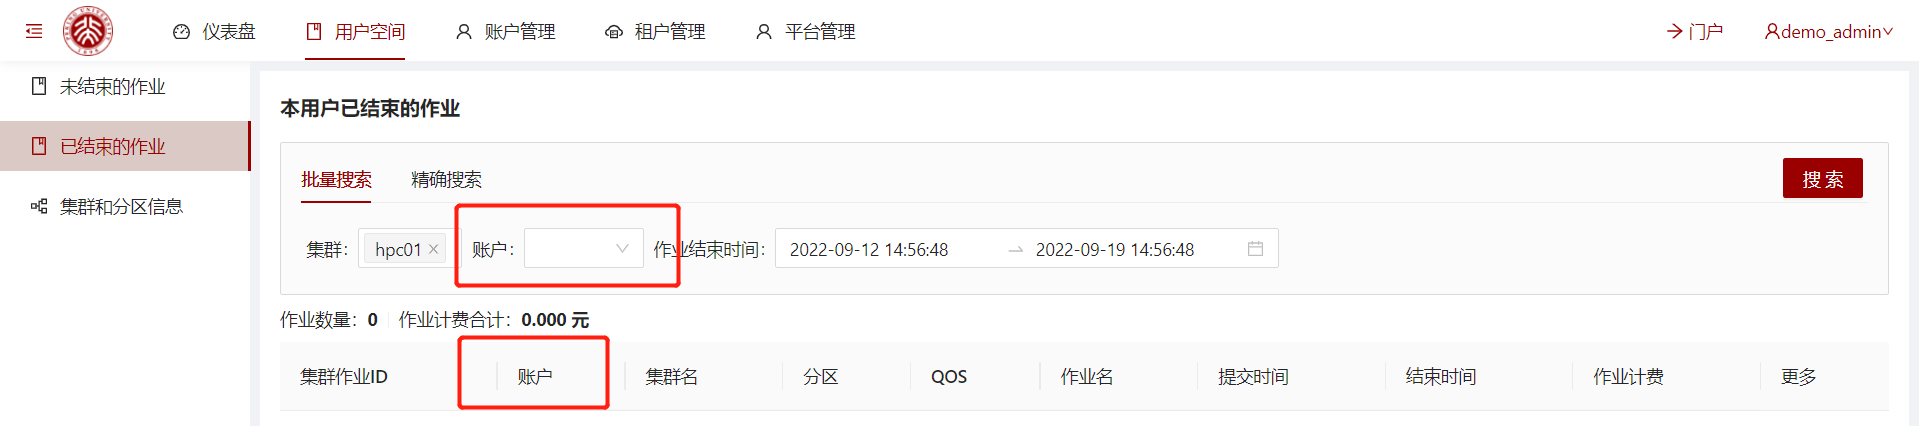 仪表盘 用户空间 账户管理 租户管理 平台管理 门户 demo_admin
未结束的作业
已结束的作业
集群和分区信息
本用户已结束的作业
批量搜索 精确搜索 搜 索
集群: hpc01 账户: 作业结束时间: 2022-09-12 14:56:48 2022-09-19 14:56:48
作业数量: 0 作业计费合计: 0.000 元
集群作业ID 账户 集群名 分区 QOS 作业名 提交时间 结束时间 作业计费 更多